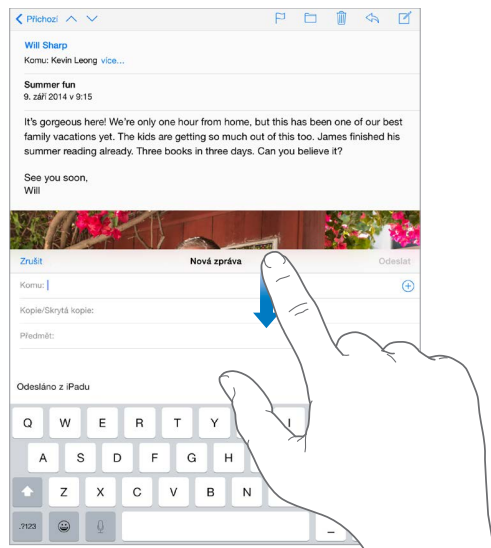 Příchozí
Will Sharp
Komu: Kevin Leong více...
Summer fun
9. září 2014 v 9:15
It's gorgeous here! We're only one hour from home, but this has been one of our best
family vacations yet. The kids are getting so much out of this too. James finished his
summer reading already. Three books in three days. Can you believe it?
See you soon,
Will
Zrušit Nová zpráva Odeslat
Komu:
Kopie/Skrytá kopie:
Předmět:
Odesláno z iPadu
Q W E R T Y I
A S D F G H
Z X C V B N
.?123 –